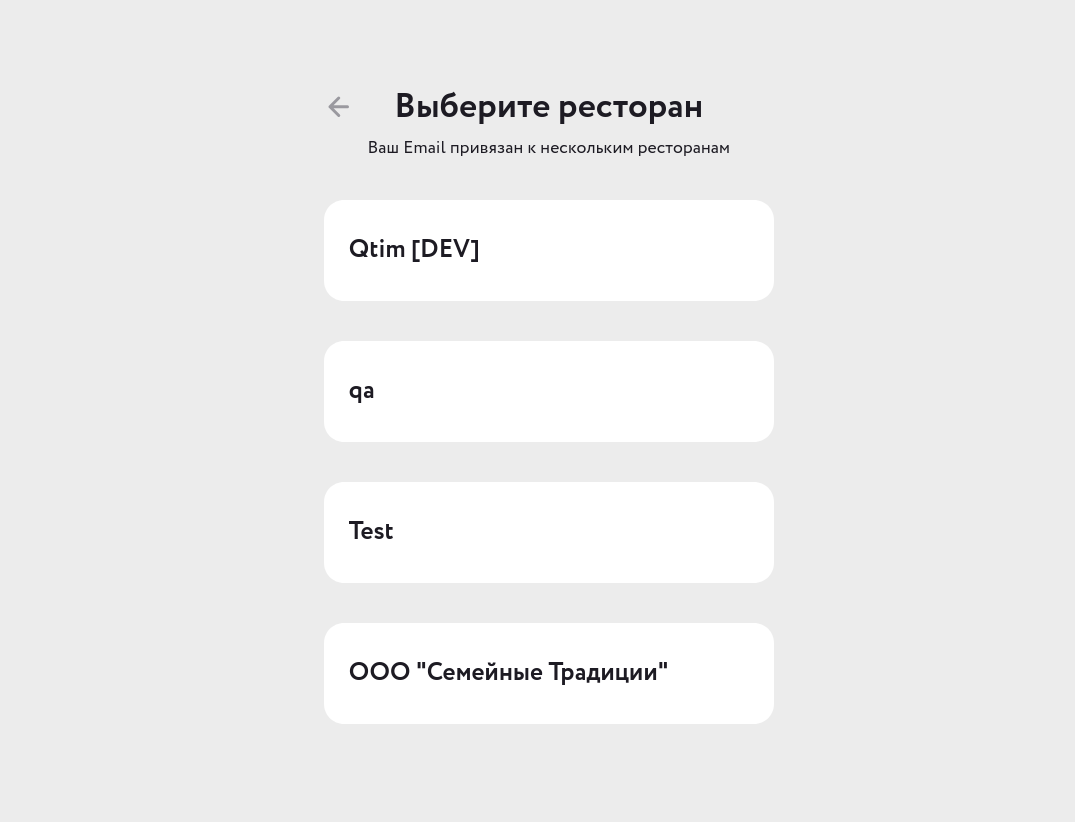 Выберите ресторан
Ваш Email привязан к нескольким ресторанам
Qtim [DEV]
qa
Test
ООО "Семейные Традиции"